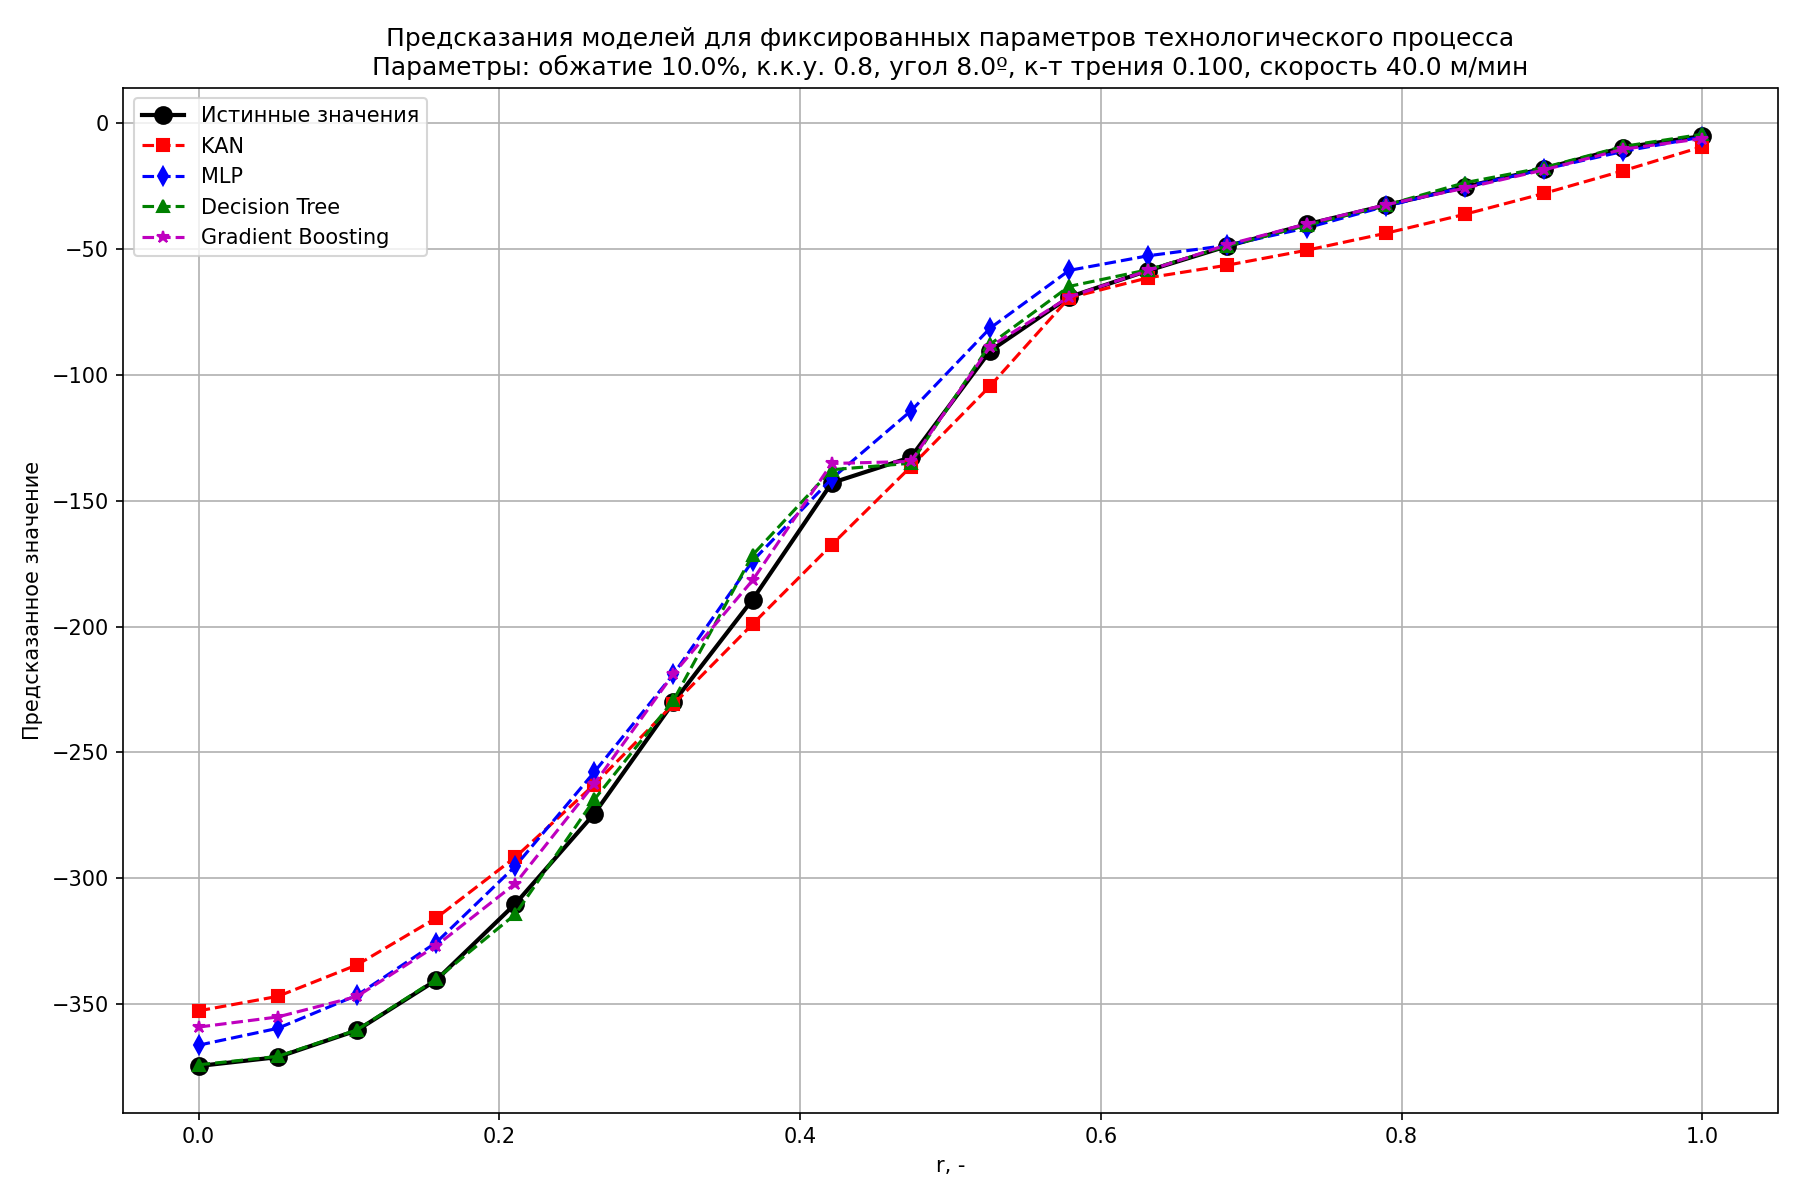 Предсказания моделей для фиксированных параметров технологического процесса
Параметры: обжатие 10.0%, к.к.у. 0.8, угол 8.0º, к-т трения 0.100, скорость 40.0 м/мин
Истинные значения
KAN
MLP
Decision Tree
Gradient Boosting
Предсказанное значение
0
−50
−100
−150
−200
−250
−300
−350
0.0
0.2
0.4
0.6
0.8
1.0
r, -